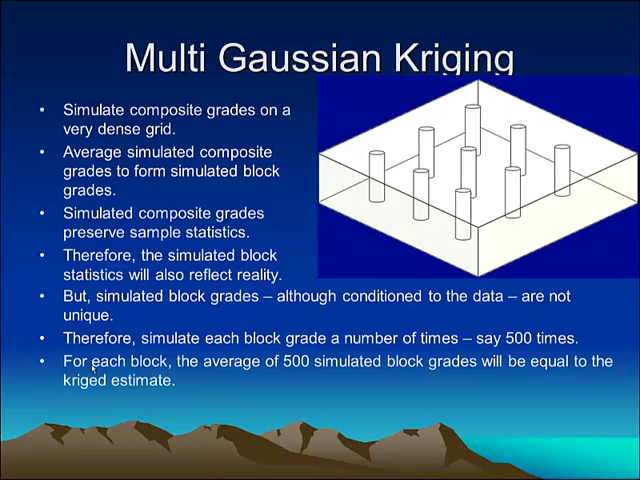 Multi Gaussian Kriging
• Simulate composite grades on a
very dense grid.
• Average simulated composite
grades to form simulated block
grades.
• Simulated composite grades
preserve sample statistics.
• Therefore, the simulated block
statistics will also reflect reality.
• But, simulated block grades – although conditioned to the data – are not
unique.
• Therefore, simulate each block grade a number of times – say 500 times.
• For each block, the average of 500 simulated block grades will be equal to the
kriged estimate.